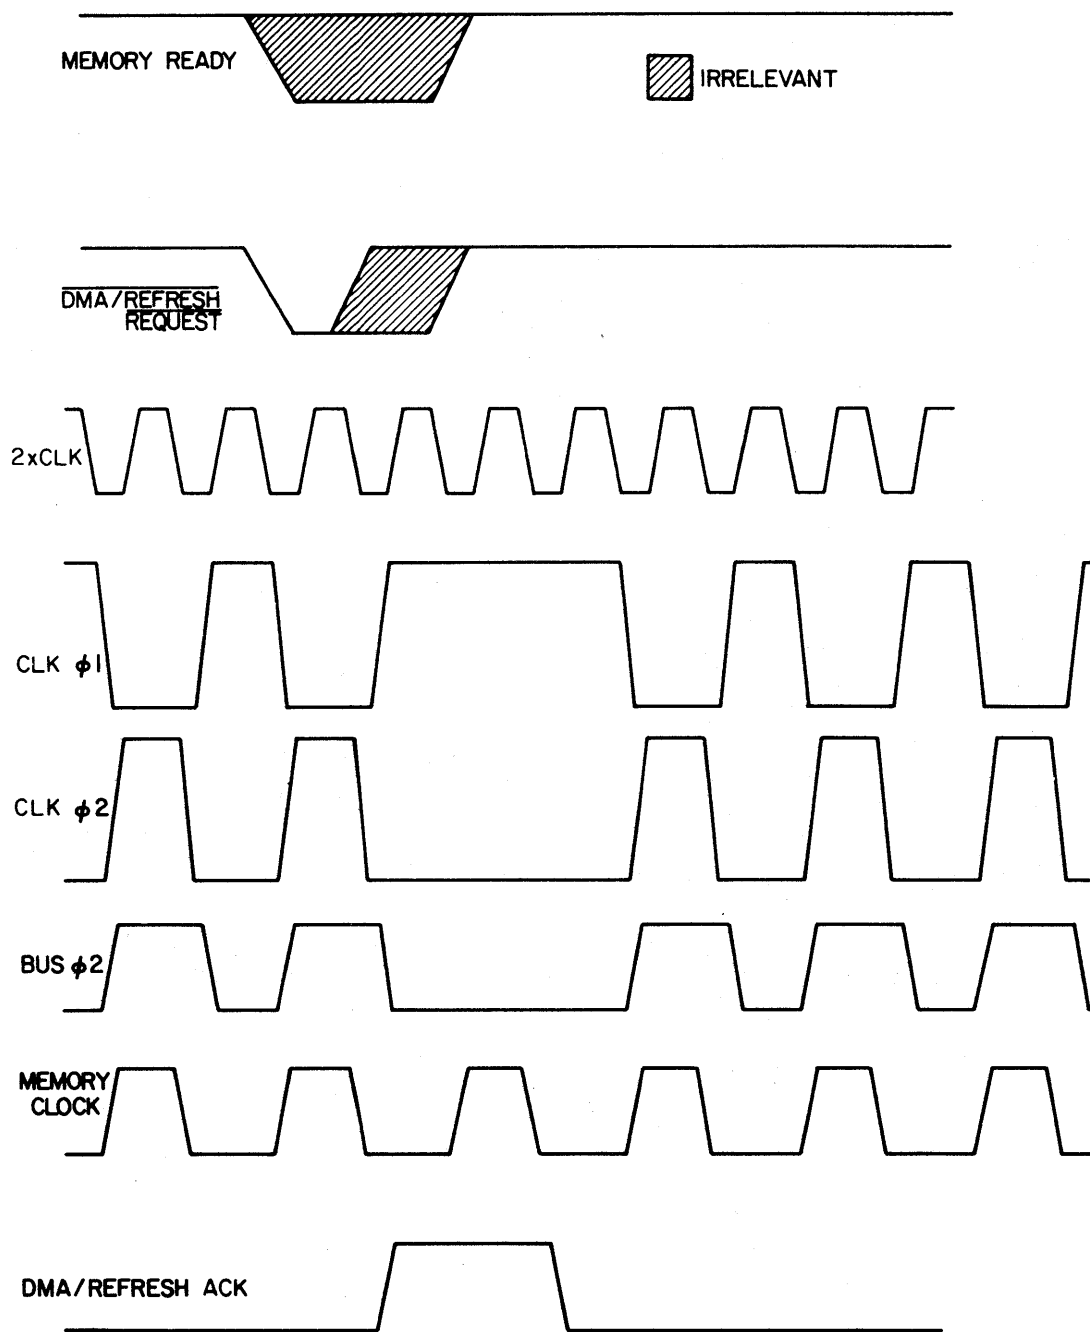 MEMORY READY
IRRELEVANT
DMA/REFRESH
REQUEST
2xCLK
CLK ϕ1
CLK ϕ2
BUS ϕ2
MEMORY
CLOCK
DMA/REFRESH ACK